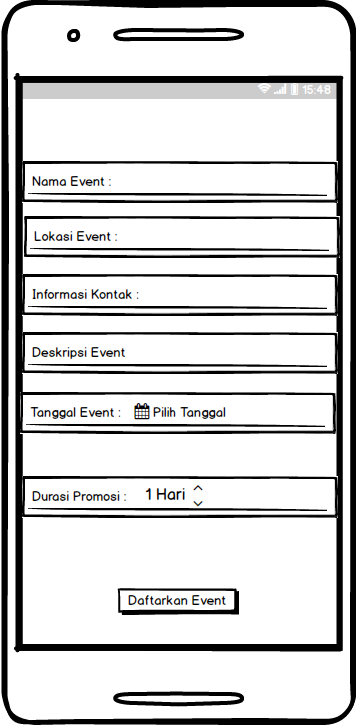 15:48
Nama Event :
Lokasi Event :
Informasi Kontak :
Deskripsi Event
Tanggal Event : Pilih Tanggal
Durasi Promosi : 1 Hari
Daftarkan Event